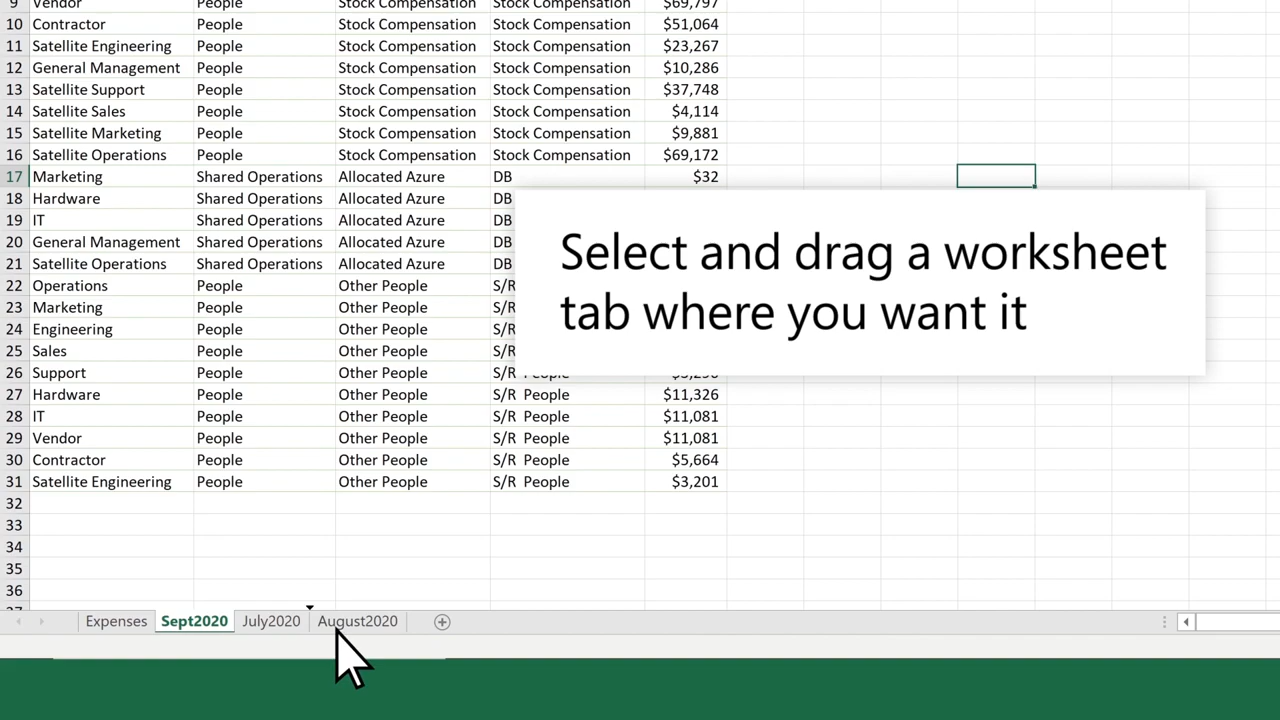 9 Vendor People Stock Compensation Stock Compensation $69,797
10 Contractor People Stock Compensation Stock Compensation $51,064
11 Satellite Engineering People Stock Compensation Stock Compensation $23,267
12 General Management People Stock Compensation Stock Compensation $10,286
13 Satellite Support People Stock Compensation Stock Compensation $37,748
14 Satellite Sales People Stock Compensation Stock Compensation $4,114
15 Satellite Marketing People Stock Compensation Stock Compensation $9,881
16 Satellite Operations People Stock Compensation Stock Compensation $69,172
17 Marketing Shared Operations Allocated Azure DB $32
18 Hardware Shared Operations Allocated Azure DB
19 IT Shared Operations Allocated Azure DB
20 General Management Shared Operations Allocated Azure DB
21 Satellite Operations Shared Operations Allocated Azure DB
Select and drag a worksheet
tab where you want it
22 Operations People Other People S/R
23 Marketing People Other People S/R
24 Engineering People Other People S/R
25 Sales People Other People S/R
26 Support People Other People S/R People
27 Hardware People Other People S/R People $11,326
28 IT People Other People S/R People $11,081
29 Vendor People Other People S/R People $11,081
30 Contractor People Other People S/R People $5,664
31 Satellite Engineering People Other People S/R People $3,201
32
33
34
35
36
Expenses Sept2020 July2020 August2020